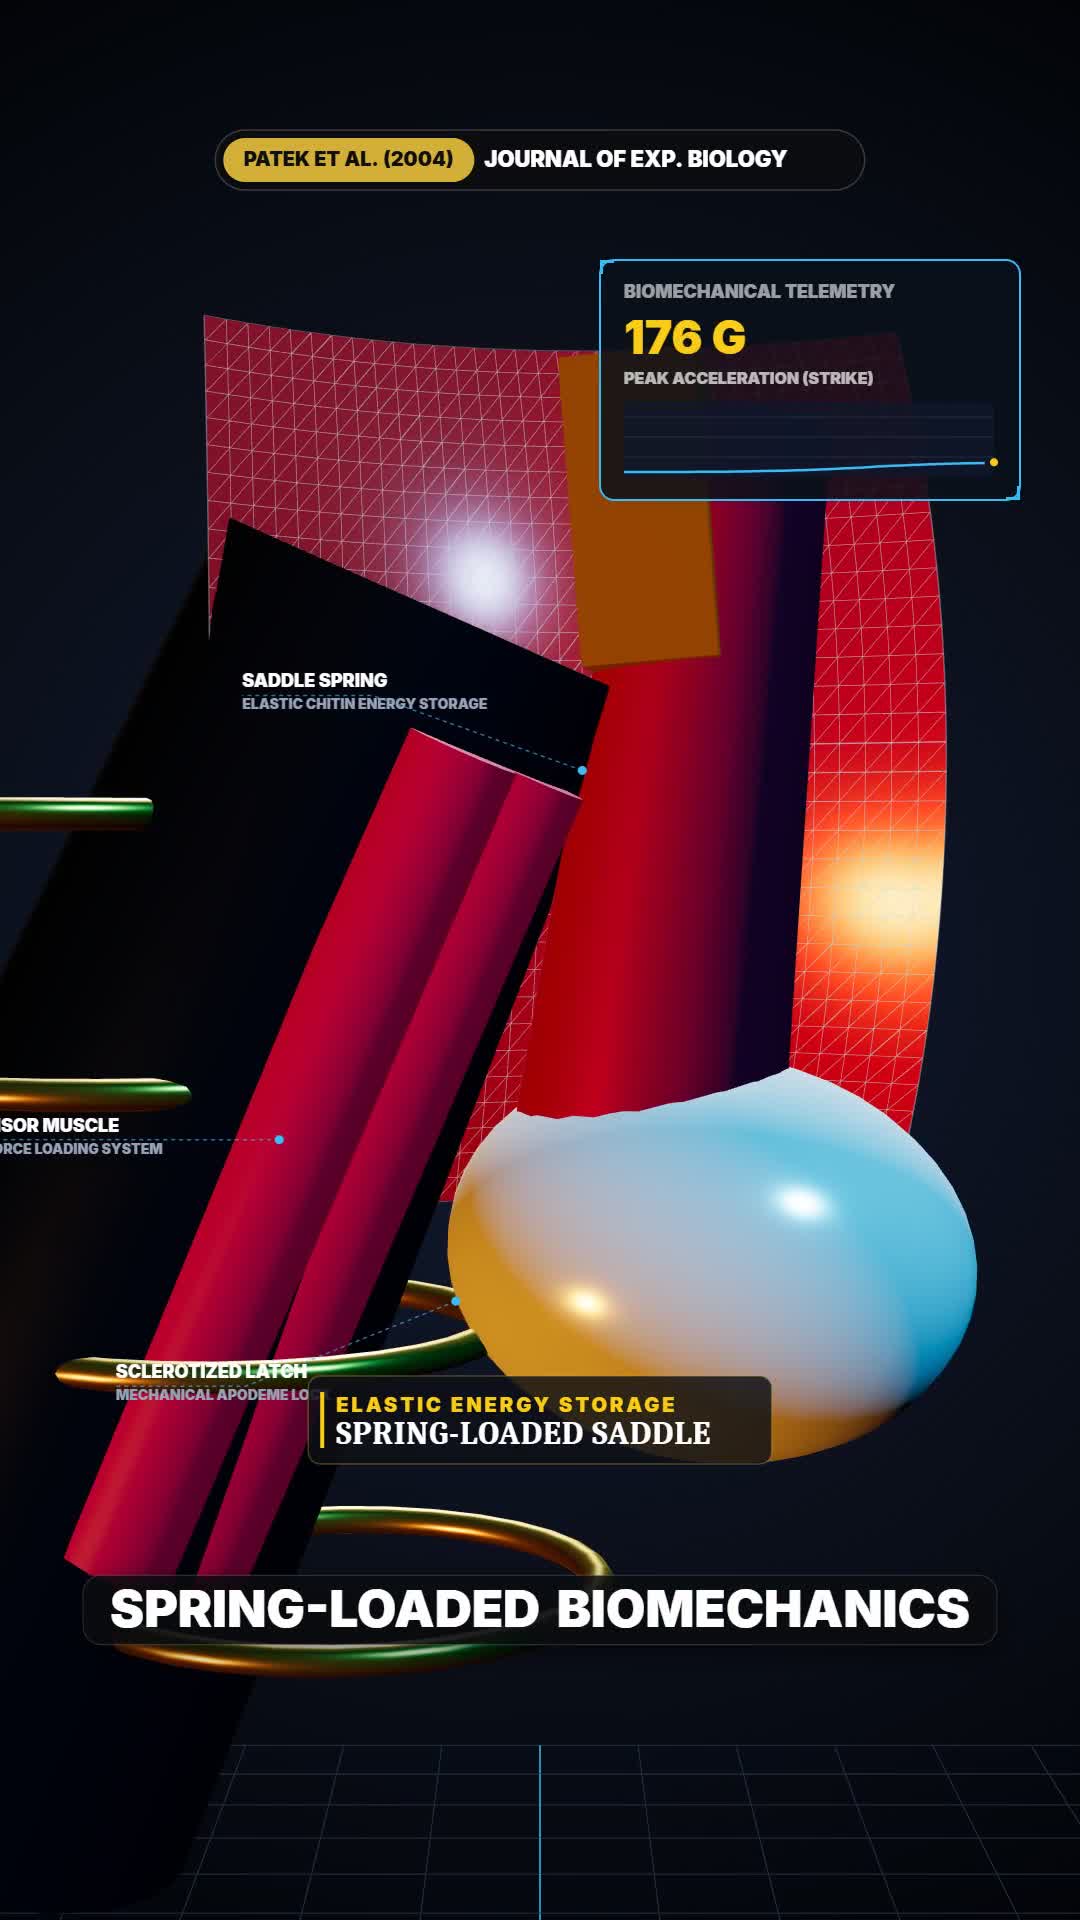 PATEK ET AL. (2004) JOURNAL OF EXP. BIOLOGY
BIOMECHANICAL TELEMETRY
176 G
PEAK ACCELERATION (STRIKE)
SADDLE SPRING
ELASTIC CHITIN ENERGY STORAGE
SOR MUSCLE
ORCE LOADING SYSTEM
SCLEROTIZED LATCH
MECHANICAL APODEME LO
ELASTIC ENERGY STORAGE
SPRING-LOADED SADDLE
SPRING-LOADED BIOMECHANICS